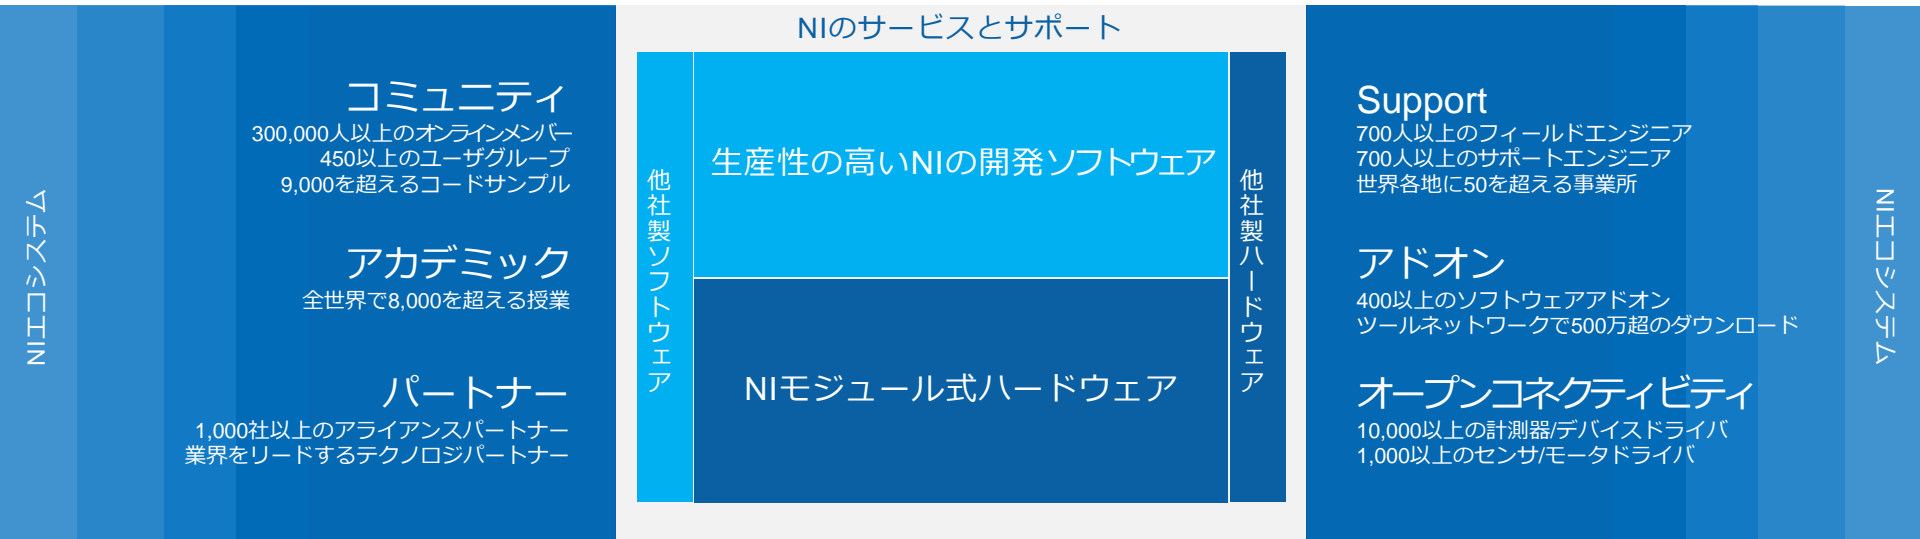 NIのサービスとサポート
NIエコシステム
コミュニティ
300,000人以上のオンラインメンバー
450以上のユーザグループ
9,000を超えるコードサンプル
アカデミック
全世界で8,000を超える授業
パートナー
1,000社以上のアライアンスパートナー
業界をリードするテクノロジパートナー
他社製ソフトウェア
生産性の高いNIの開発ソフトウェア
NIモジュール式ハードウェア
他社製ハードウェア
Support
700人以上のフィールドエンジニア
700人以上のサポートエンジニア
世界各地に50を超える事業所
アドオン
400以上のソフトウェアアドオン
ツールネットワークで500万超のダウンロード
オープンコネクティビティ
10,000以上の計測器/デバイスドライバ
1,000以上のセンサ/モータドライバ
NIエコシステム